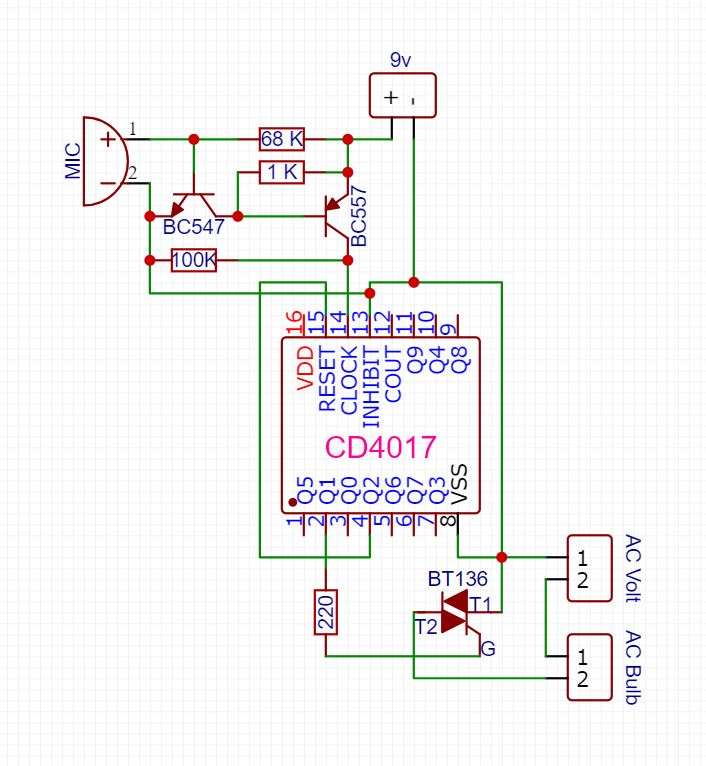 9v
+ -
MIC
+ 1
- 2
68 K
1 K
BC547
BC557
100K
16 15 14 13 12 11 10 9
VDD RESET CLOCK INHIBIT COUT Q9 Q4 Q8
CD4017
Q5 Q1 Q0 Q2 Q6 Q7 Q3 VSS
1 2 3 4 5 6 7 8
220
BT136
T1
T2
G
1
2
AC Volt
1
2
AC Bulb